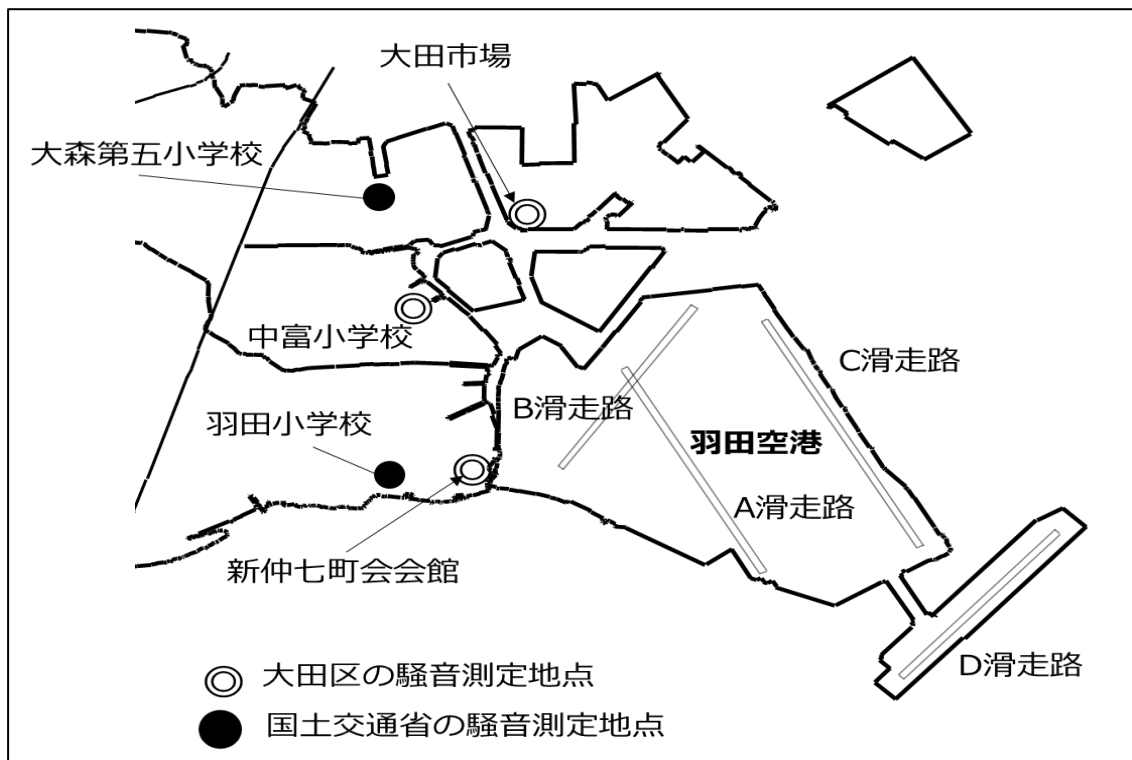 大田市場
大森第五小学校
中富小学校
C滑走路
B滑走路
羽田小学校
羽田空港
A滑走路
新仲七町会会館
D滑走路
大田区の騒音測定地点
国土交通省の騒音測定地点